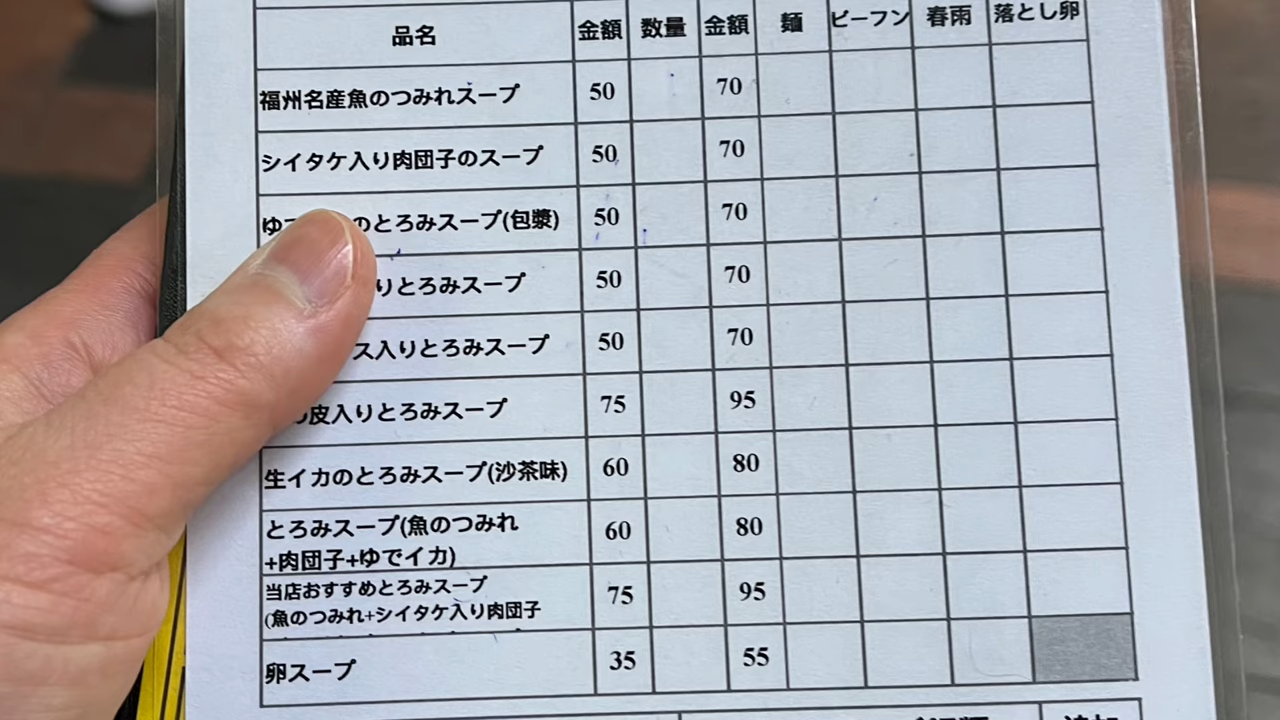 品名 金額 数量 金額 麺 ビーフン 春雨 落とし卵
福州名産魚のつみれスープ 50 70
シイタケ入り肉団子のスープ 50 70
ゆ のとろみスープ(包漿) 50 70
りとろみスープ 50 70
ス入りとろみスープ 50 70
皮入りとろみスープ 75 95
生イカのとろみスープ(沙茶味) 60 80
とろみスープ(魚のつみれ
+肉団子+ゆでイカ) 60 80
当店おすすめとろみスープ
(魚のつみれ+シイタケ入り肉団子 75 95
卵スープ 35 55